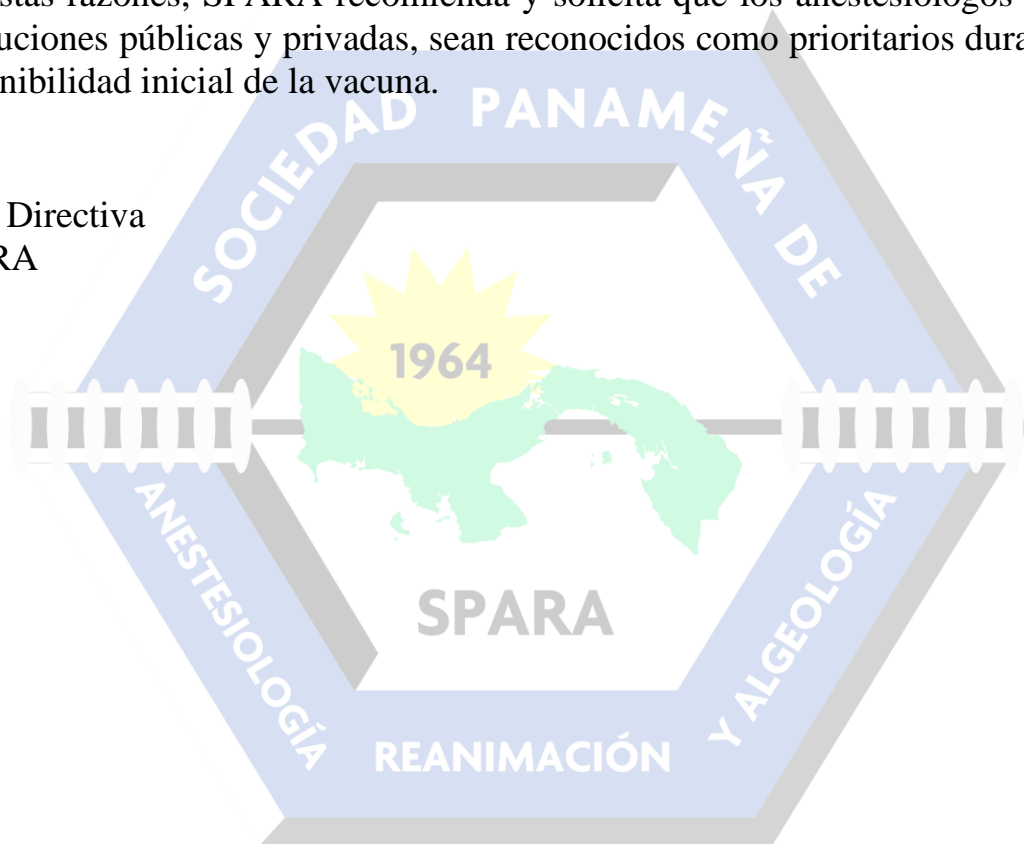 stas razones, SPARA recomienda y solicita que los anestesiólogos
uciones públicas y privadas, sean reconocidos como prioritarios dura
nibilidad inicial de la vacuna.
Directiva
RA
SOCIEDAD PANAMEÑA DE
1964
SPARA
ANESTESIOLOGÍA
REANIMACIÓN
Y ALGEOLOGÍA